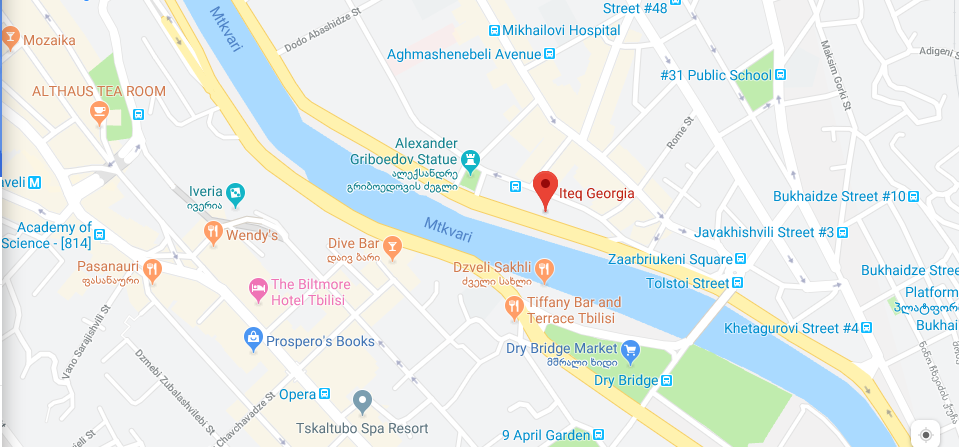 Street #48
Mtkvari
Dodo Abashidze St
Mikhailovi Hospital
Mozaika
Aghmashenebeli Avenue
Maksim Gorki St
Adigeni S
#31 Public School
ALTHAUS TEA ROOM
Rome St
Alexander
Griboedov Statue
ალექსანდრე
გრიბოედოვის ძეგლი
aveli
Iveria
ივერია
Iteq Georgia
Bukhaidze Street #10
Academy of
Science - [814]
Wendy's
Mtkvari
Javakhishvili Street #3
Dive Bar
დაივ ბარი
Zaarbriukeni Square
Pasanauri
ფასანაური
Dzveli Sakhli
ძველი სახლი
Bukhaidze Stree
Tolstoi Street
The Biltmore
Hotel Tbilisi
Platform
პლატფორ
Bukhai
Tiffany Bar and
Terrace Tbilisi
Khetagurovi Street #4
Vano Sarajishvili St
Prospero's Books
Dry Bridge Market
მშრალი ხიდი
Dzmebi Zubalashvilebi St
Dry Bridge
Opera
Chavchavadze St
Tskaltubo Spa Resort
9 April Garden